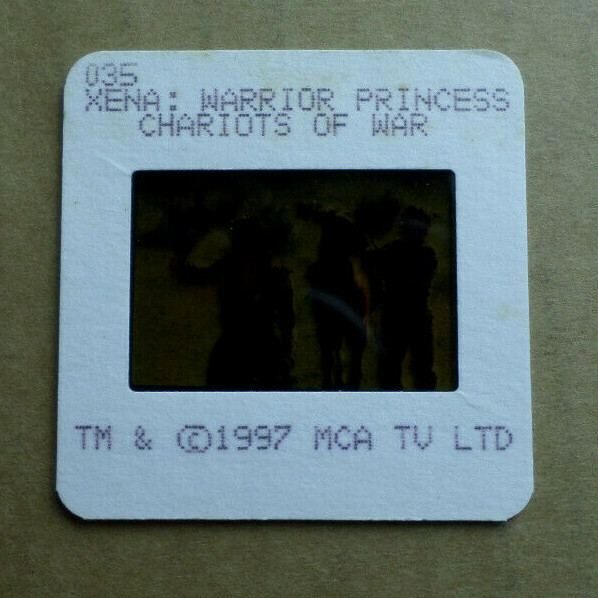 035
XENA: WARRIOR PRINCESS
CHARIOTS OF WAR
TM & ©1997 MCA TV LTD